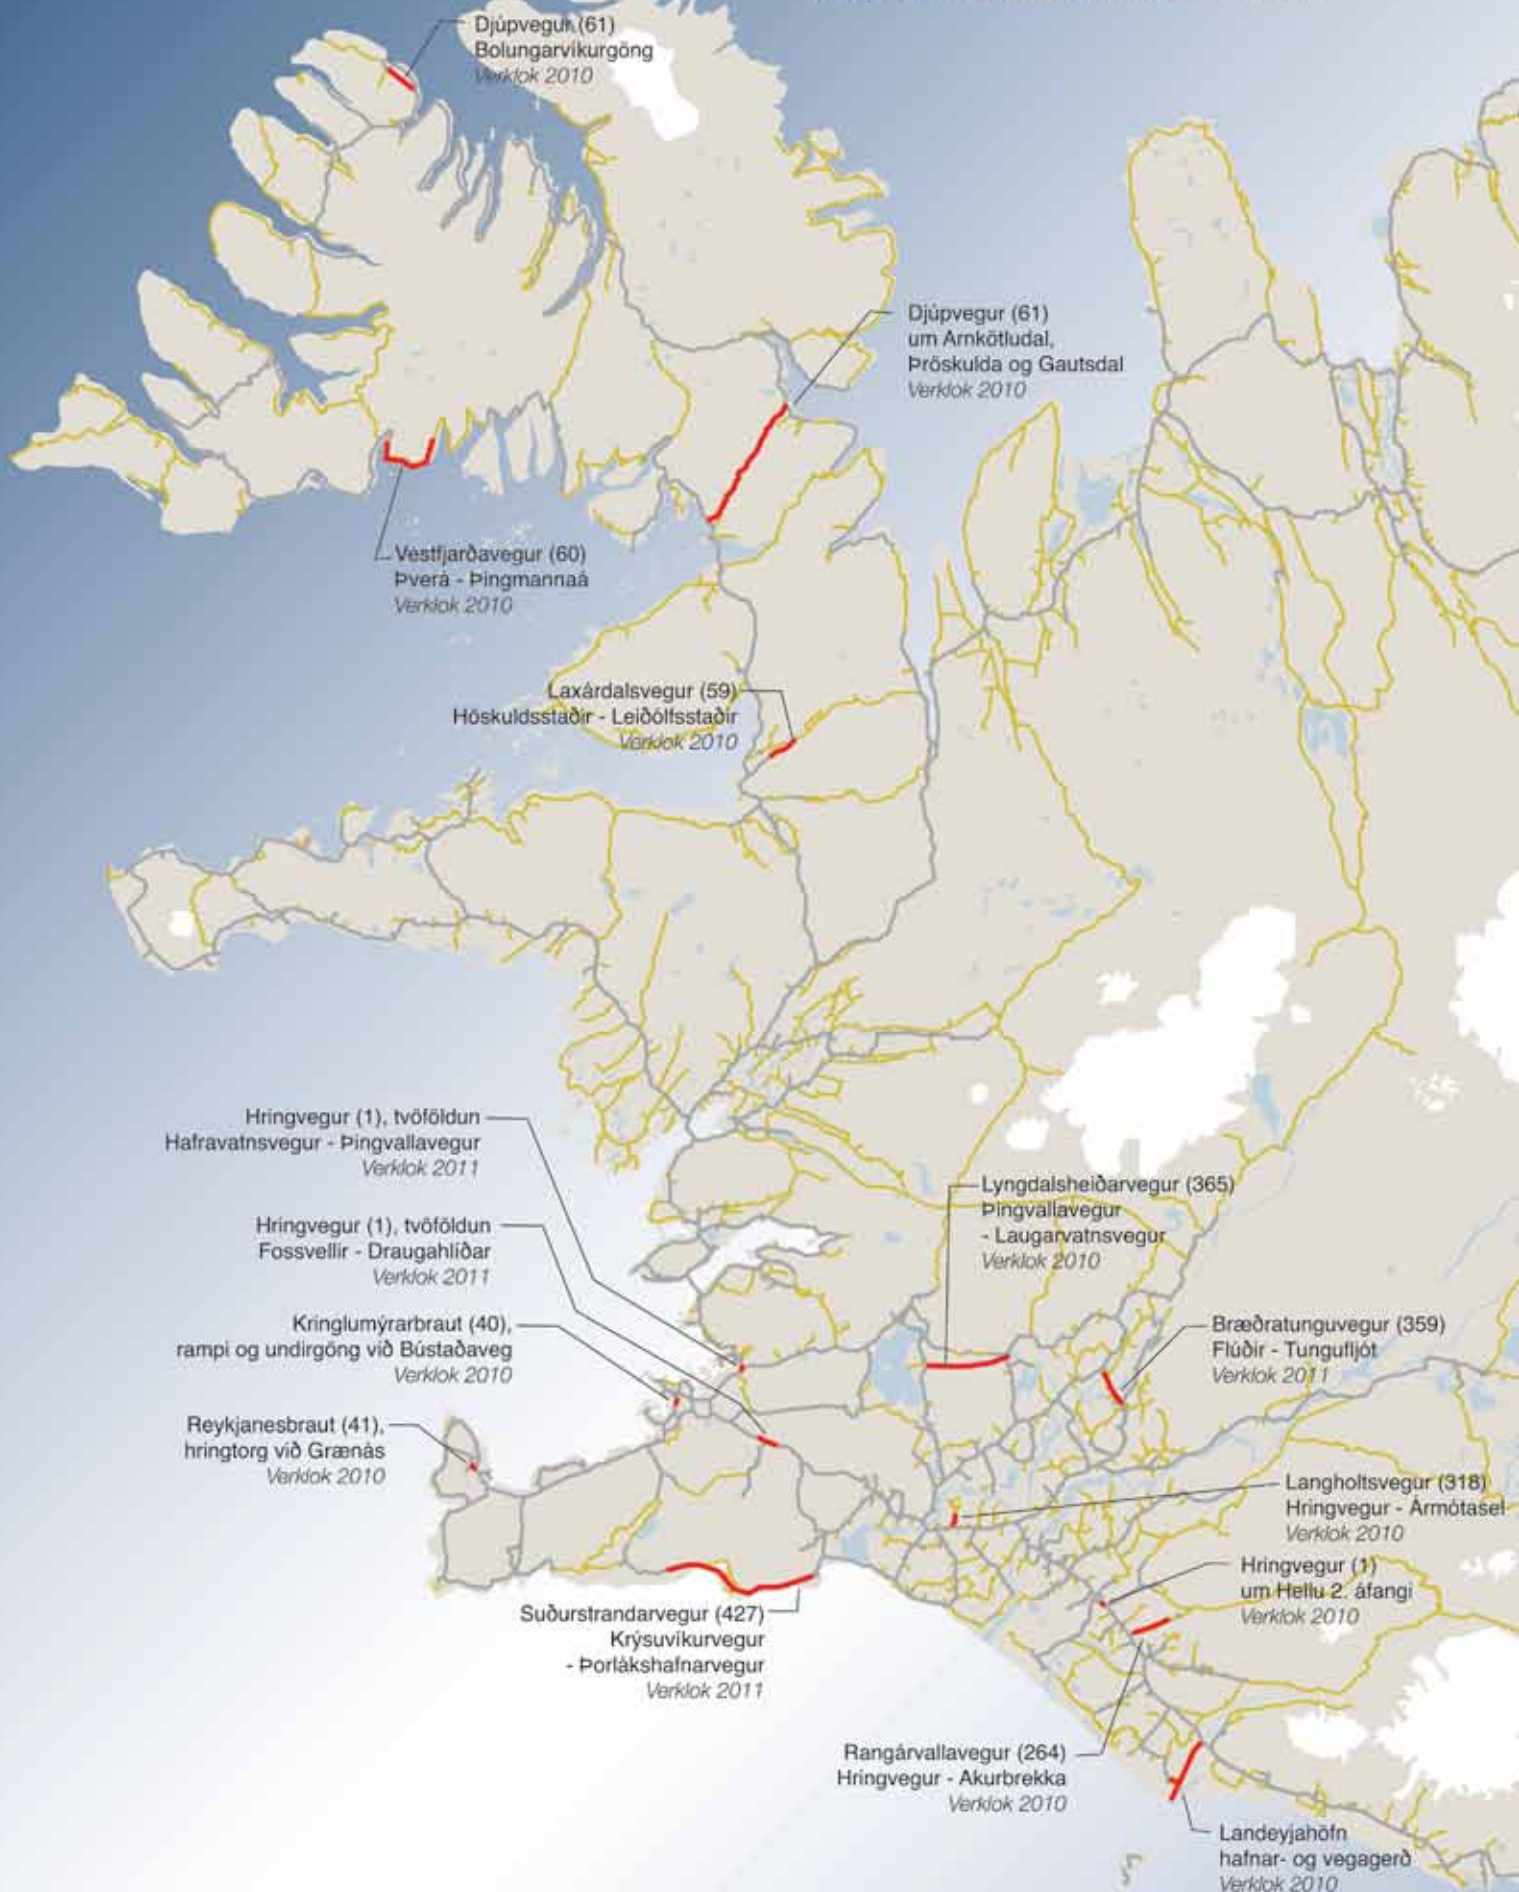 Djúpvegur (61)
Bolungarvíkurgöng
Verklok 2010
Djúpvegur (61)
um Arnkötludal,
Þröskulda og Gautsdal
Verklok 2010
Vestfjarðavegur (60)
Þverá - Þingmannaá
Verklok 2010
Laxárdalsvegur (59)
Höskuldsstaðir - Leiðólfsstaðir
Verklok 2010
Hringvegur (1), tvöföldun
Hafravatnsvegur - Þingvallavegur
Verklok 2011
Lyngdalsheiðarvegur (365)
Þingvallavegur
- Laugarvatnsvegur
Verklok 2010
Hringvegur (1), tvöföldun
Fossvellir - Draugahlíðar
Verklok 2011
Kringlumýrarbraut (40),
rampi og undirgöng við Bústaðaveg
Verklok 2010
Bræðratunguvegur (359)
Flúðir - Tungufljót
Verklok 2011
Reykjanesbraut (41),
hringtorg við Grænás
Verklok 2010
Langholtsvegur (318)
Hringvegur - Ármótasel
Verklok 2010
Hringvegur (1)
um Hellu 2. áfangi
Verklok 2010
Suðurstrandarvegur (427)
Krýsuvíkurvegur
- Þorlákshafnarvegur
Verklok 2011
Rangárvallavegur (264)
Hringvegur - Akurbrekka
Verklok 2010
Landeyjahöfn
hafnar- og vegagerð
Verklok 2010